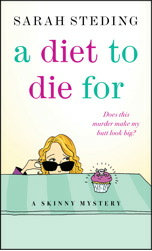 SARAH STEDING
a diet to
die for
Does this
murder make my
butt look big?
A SKINNY MYSTERY